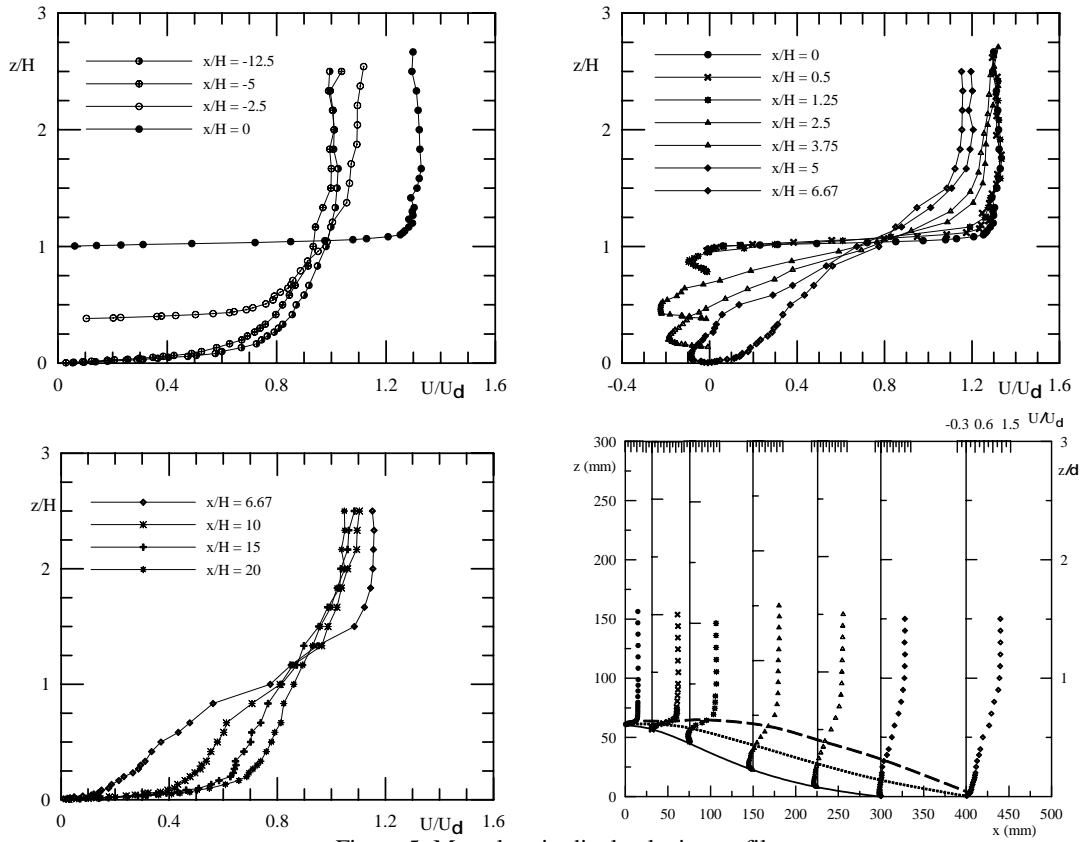 3
z/H
x/H = -12.5
x/H = -5
x/H = -2.5
x/H = 0
2
1
0
0
0.4
0.8
1.2
1.6
U/Ud
3
z/H
x/H = 0
x/H = 0.5
x/H = 1.25
x/H = 2.5
x/H = 3.75
x/H = 5
x/H = 6.67
2
1
0
-0.4
0
0.4
0.8
1.2
1.6
U/Ud
3
z/H
x/H = 6.67
x/H = 10
x/H = 15
x/H = 20
2
1
0
0
0.4
0.8
1.2
1.6
U/Ud
-0.3 0.6 1.5 U/Ud
300
z (mm)
250
200
150
100
50
0
3
z/d
2
1
0
0 50 100 150 200 250 300 350 400 450 500
x (mm)